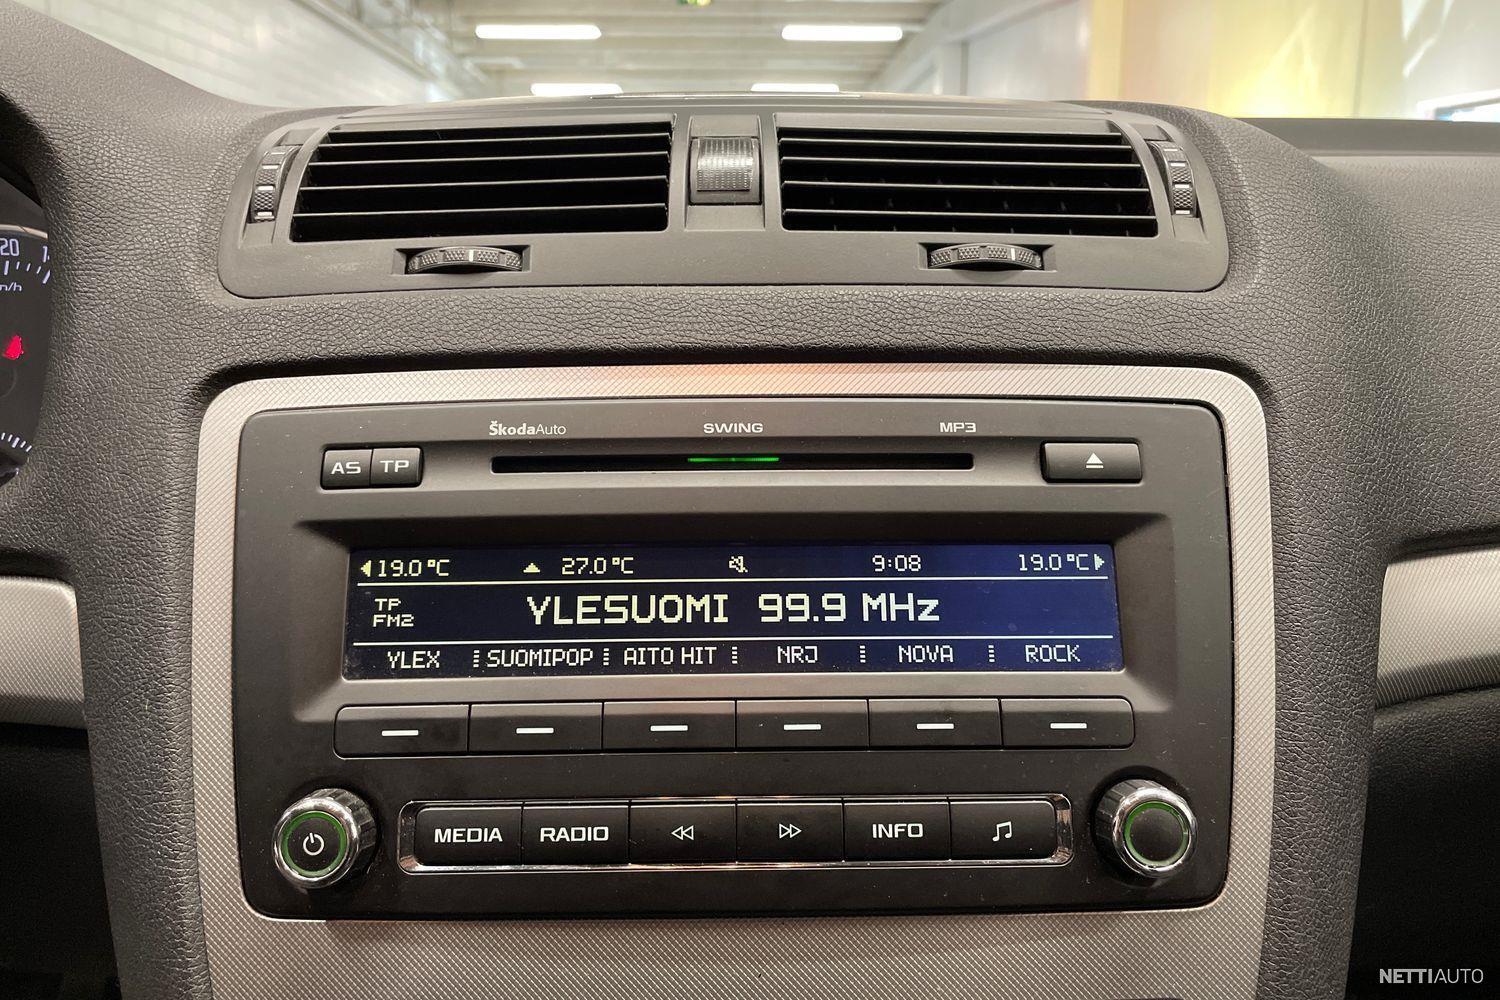 20
ŠkodaAuto SWING MP3
AS TP
19.0°C 27.0°C 9:08 19.0°C
TP
FM2
YLESUOMI 99.9 MHz
YLEX SUOMIPOP AITO HIT NRJ NOVA ROCK
MEDIA RADIO INFO
NETTIAUTO